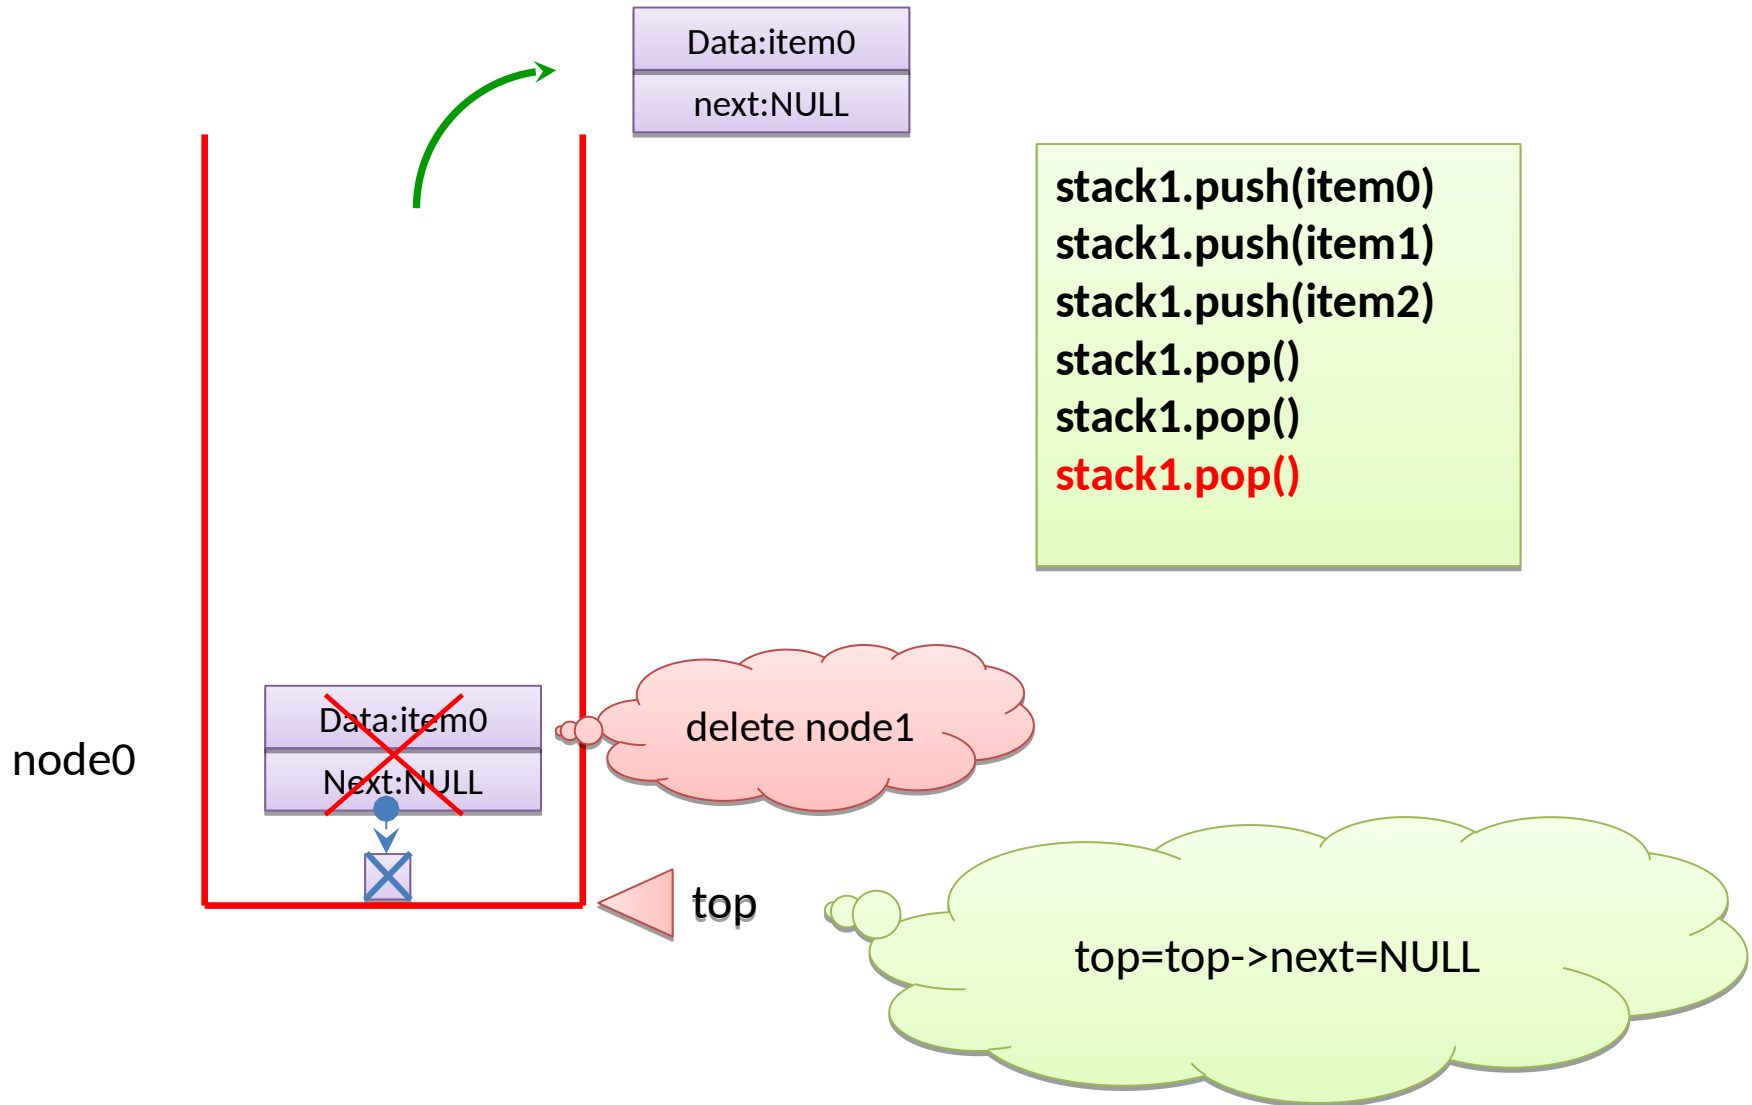 Data:item0
next:NULL
stack1.push(item0)
stack1.push(item1)
stack1.push(item2)
stack1.pop()
stack1.pop()
stack1.pop()
node0
Data:item0
Next:NULL
delete node1
top
top=top->next=NULL